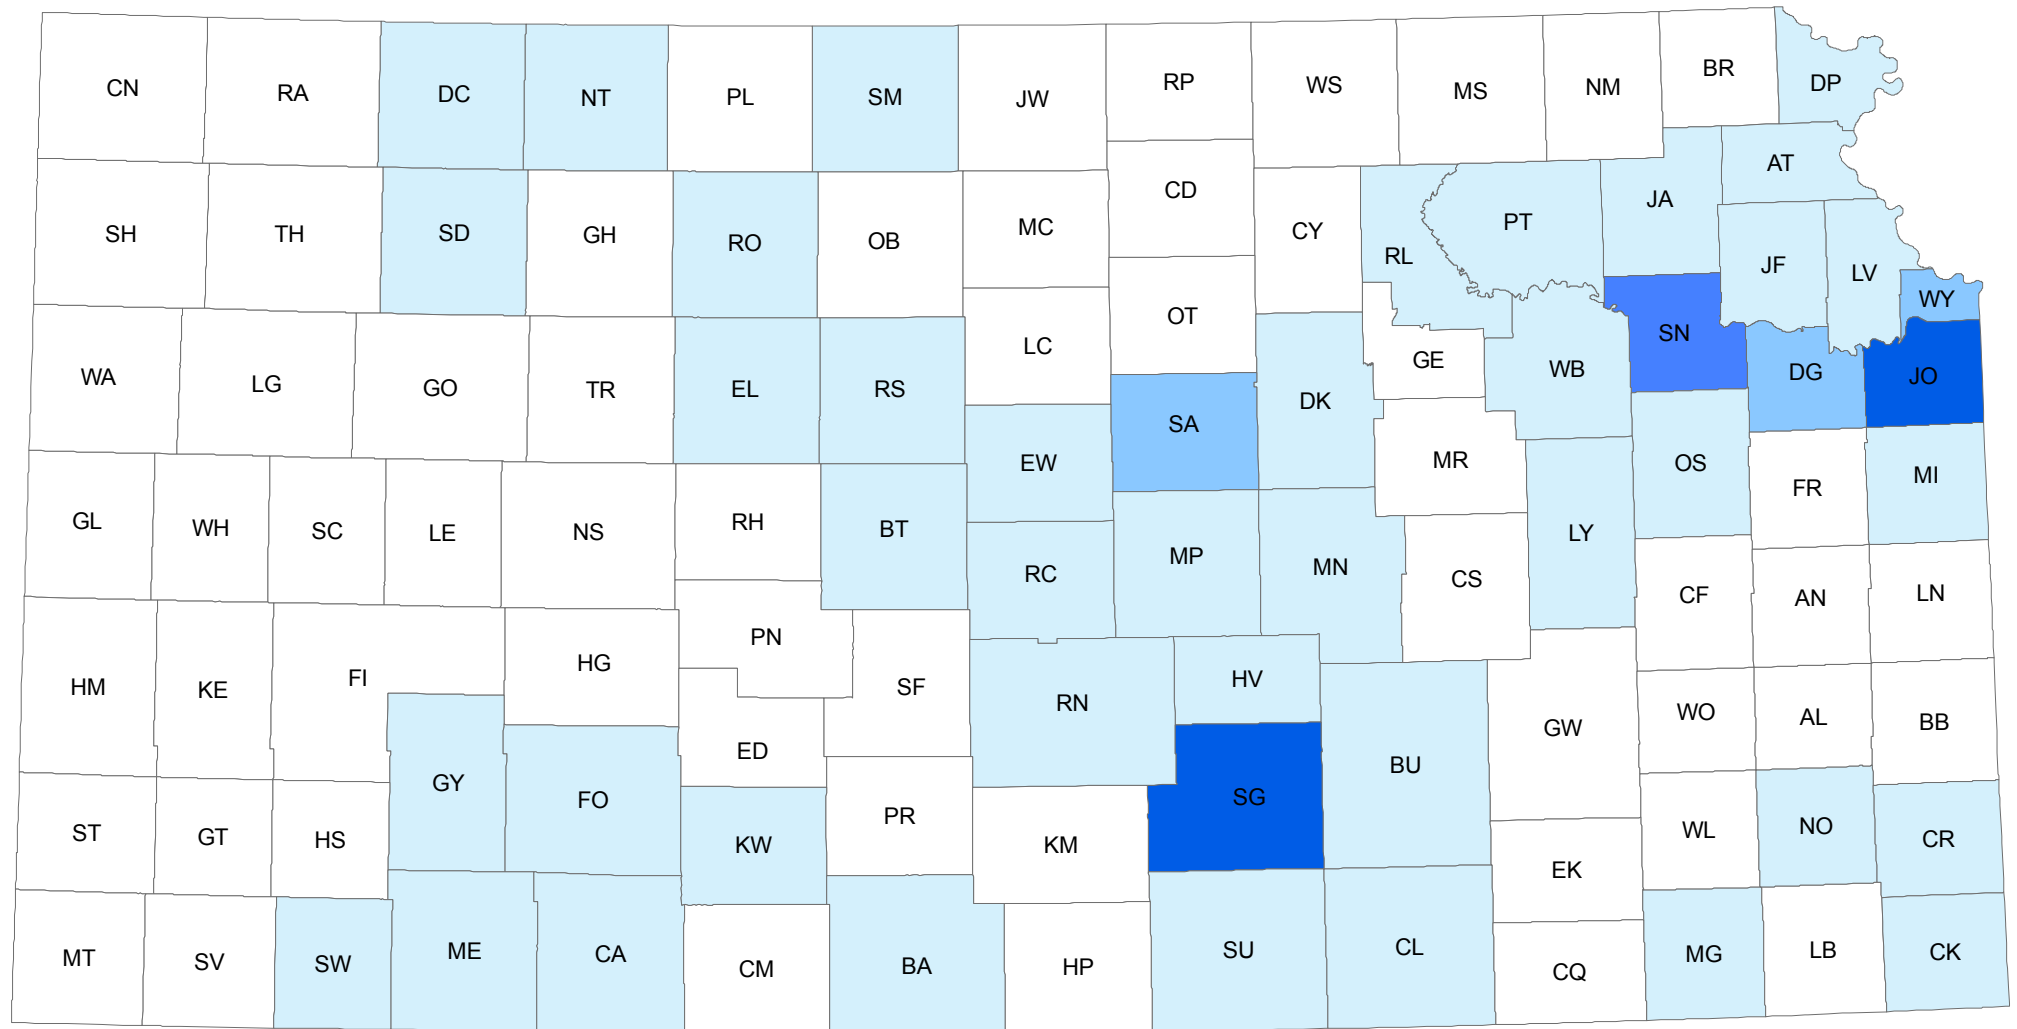 CN RA DC NT PL SM JW RP WS MS NM BR DP
SH TH SD GH RO OB MC CD CY RL PT JA AT
JF LV WY
WA LG GO TR EL RS LC OT DK GE WB SN DG JO
GL WH SC LE NS RH BT EW SA MR LY OS FR MI
HM KE FI HG PN SF RC MP MN CS CF AN LN
GY FO ED RN HV BU GW WO AL BB
ST GT HS KW PR KM SG EK WL NO CR
MT SV SW ME CA CM BA HP SU CL CQ MG LB CK